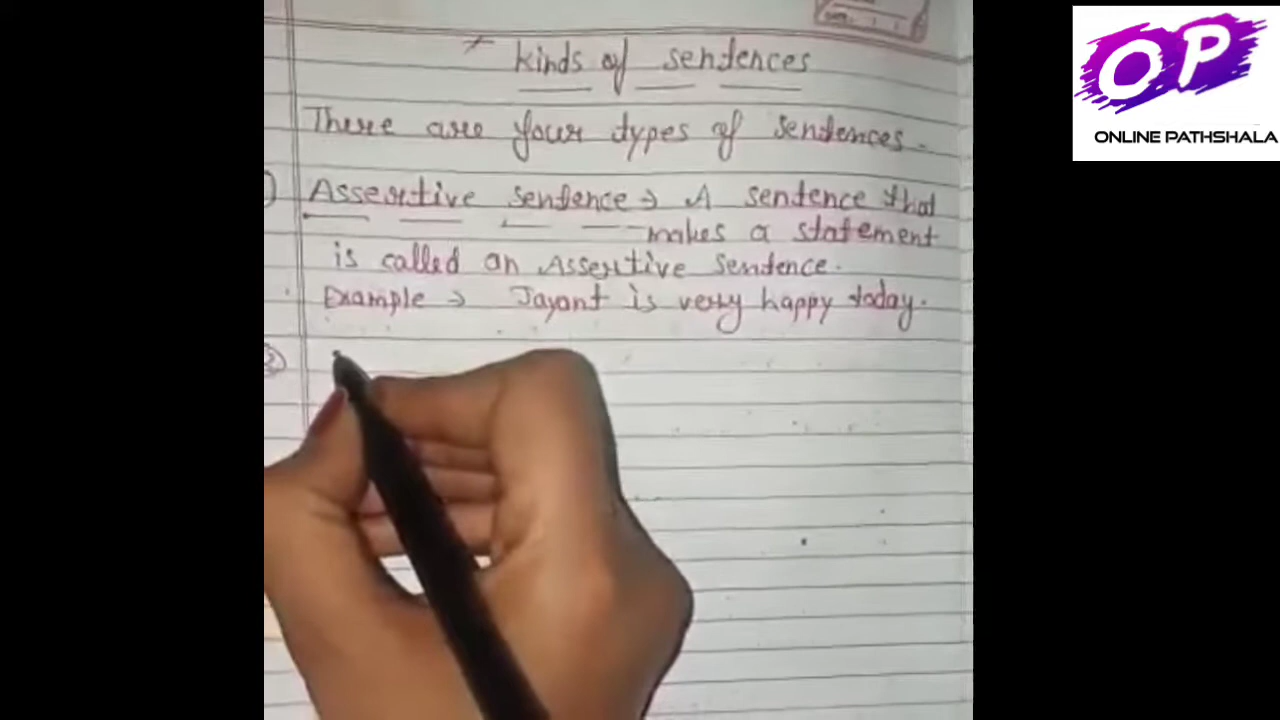 OP
ONLINE PATHSHALA
* Kinds of sentences
There are four types of sentences.
Assertive sentence → A sentence that
makes a statement
is called an Assertive sentence.
Example → Jayant is very happy today.
②